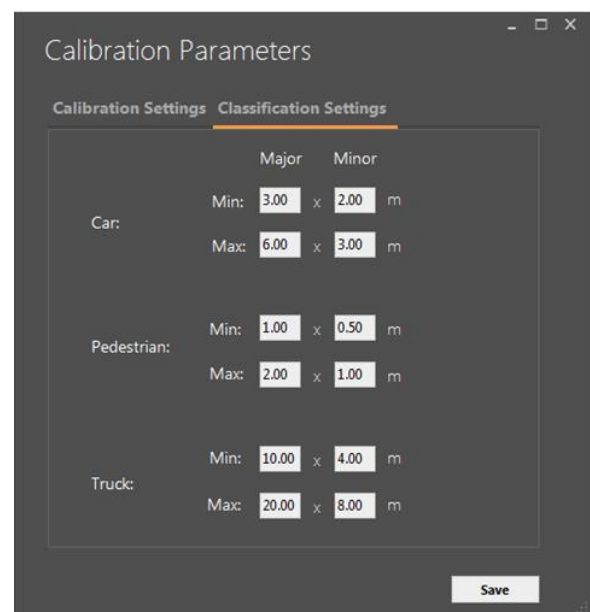 Calibration Parameters
Calibration Settings Classification Settings
Major Minor
Car:
Min: 3.00 x 2.00 m
Max: 6.00 x 3.00 m
Pedestrian:
Min: 1.00 x 0.50 m
Max: 2.00 x 1.00 m
Truck:
Min: 10.00 x 4.00 m
Max: 20.00 x 8.00 m
Save